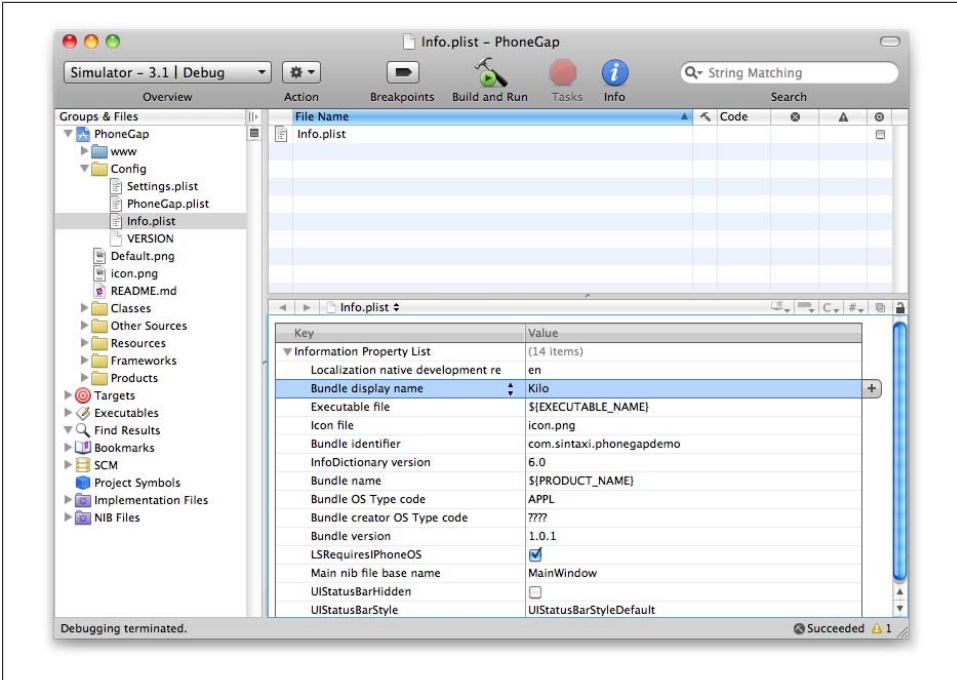 Info.plist – PhoneGap
Simulator – 3.1 | Debug
String Matching
Overview
Action
Breakpoints
Build and Run
Tasks
Info
Search
Groups & Files
PhoneGap
www
Config
Settings.plist
PhoneGap.plist
Info.plist
VERSION
Default.png
icon.png
README.md
Classes
Other Sources
Resources
Frameworks
Products
Targets
Executables
Find Results
Bookmarks
SCM
Project Symbols
Implementation Files
NIB Files
File Name
Code
Info.plist
Info.plist
C
#
Key Value
Information Property List (14 items)
Localization native development re en
Bundle display name Kilo
Executable file ${EXECUTABLE_NAME}
Icon file icon.png
Bundle identifier com.sintaxi.phonegapdemo
InfoDictionary version 6.0
Bundle name ${PRODUCT_NAME}
Bundle OS Type code APPL
Bundle creator OS Type code ????
Bundle version 1.0.1
LSRequiresIPhoneOS
Main nib file base name MainWindow
UIStatusBarHidden
UIStatusBarStyle UIStatusBarStyleDefault
Debugging terminated.
Succeeded 1